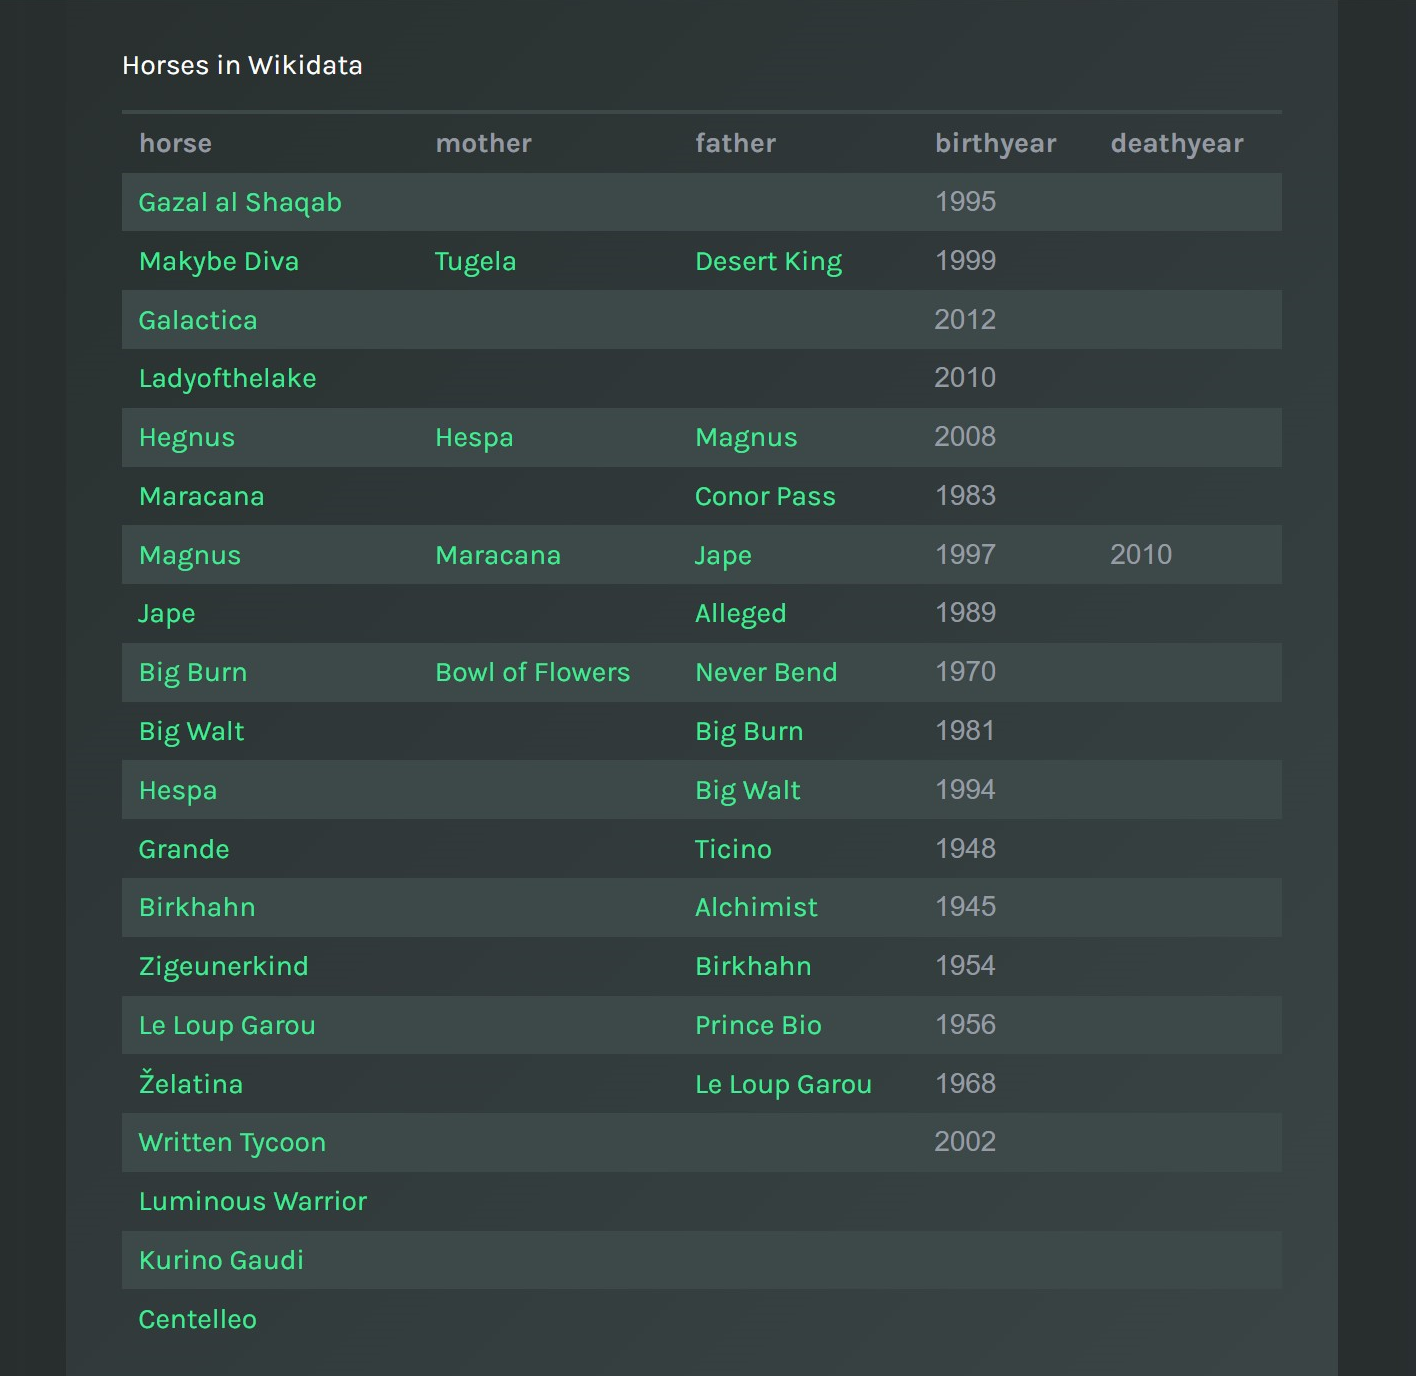 Horses in Wikidata
horse mother father birthyear deathyear
Gazal al Shaqab 1995
Makybe Diva Tugela Desert King 1999
Galactica 2012
Ladyofthelake 2010
Hegnus Hespa Magnus 2008
Maracana Conor Pass 1983
Magnus Maracana Jape 1997 2010
Jape Alleged 1989
Big Burn Bowl of Flowers Never Bend 1970
Big Walt Big Burn 1981
Hespa Big Walt 1994
Grande Ticino 1948
Birkhahn Alchimist 1945
Zigeunerkind Birkhahn 1954
Le Loup Garou Prince Bio 1956
Želatina Le Loup Garou 1968
Written Tycoon 2002
Luminous Warrior
Kurino Gaudi
Centelleo